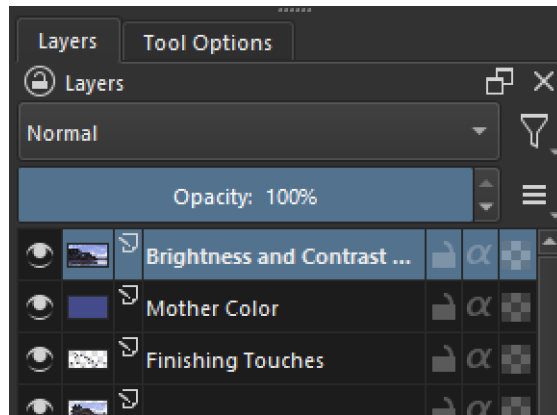 Layers
Tool Options
Layers
Normal
Opacity: 100%
Brightness and Contrast ...
α
Mother Color
α
Finishing Touches
α